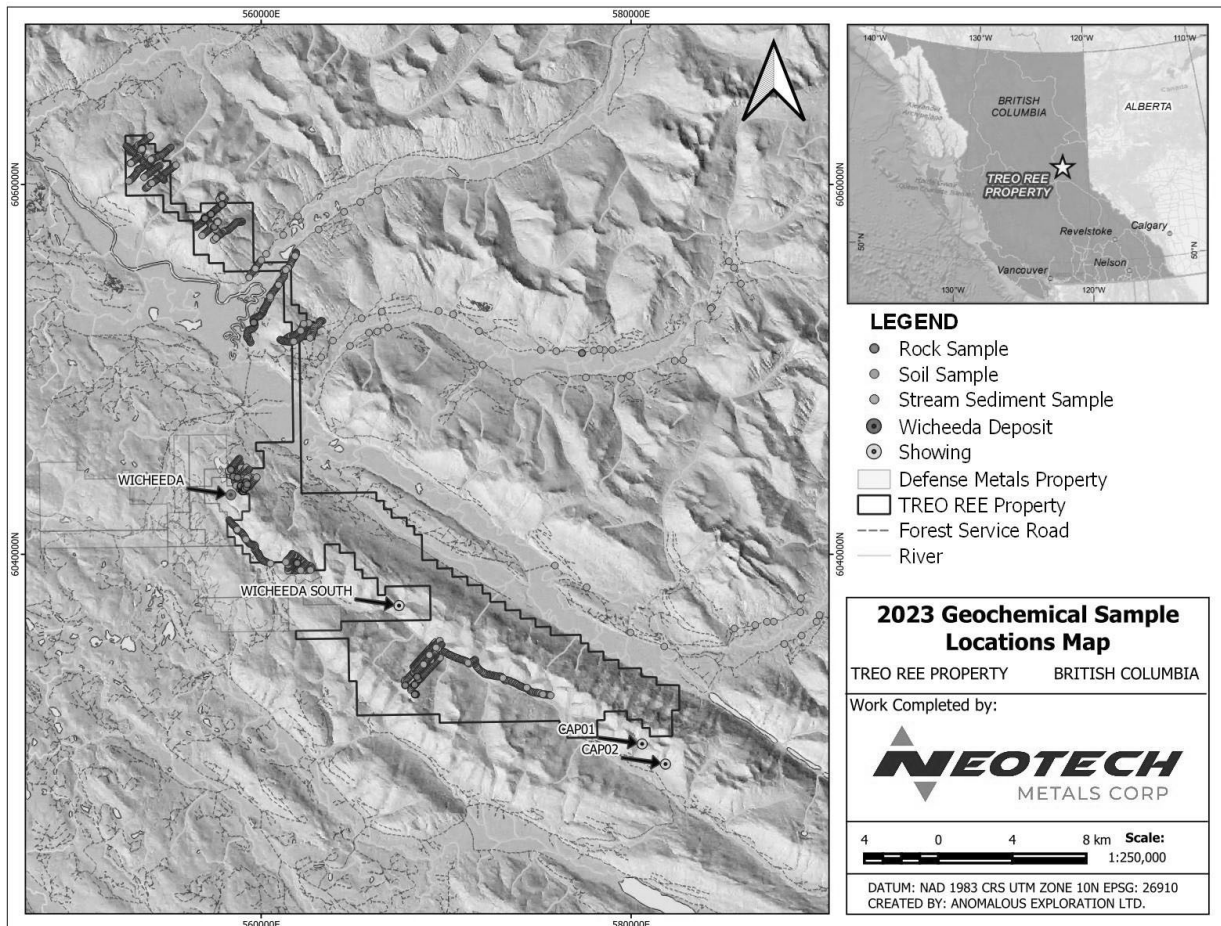 560000E
580000E
6060000N
6060000N
6040000N
6040000N
WICHEEDA
WICHEEDA SOUTH
CAP01
CAP02
560000E
580000E
140°W
130°W
120°W
BRITISH
COLUMBIA
ALBERTA
TREO REE
PROPERTY
Revelstoke
Calgary
Nelson
Vancouver
50°N
50°N
130°W
120°W
LEGEND
Rock Sample
Soil Sample
Stream Sediment Sample
Wicheeda Deposit
Showing
Defense Metals Property
TREO REE Property
Forest Service Road
River
2023 Geochemical Sample
Locations Map
TREO REE PROPERTY BRITISH COLUMBIA
Work Completed by:
NEOTECH
METALS CORP
4 0 4 8 km Scale:
1:250,000
DATUM: NAD 1983 CRS UTM ZONE 10N EPSG: 26910
CREATED BY: ANOMALOUS EXPLORATION LTD.